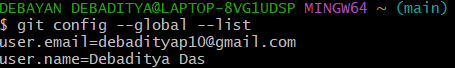 DEBAYAN DEBADITYA@LAPTOP-8VG1UDSP MINGW64 ~ (main)
$ git config --global --list
user.email=debadityap10@gmail.com
user.name=Debaditya Das